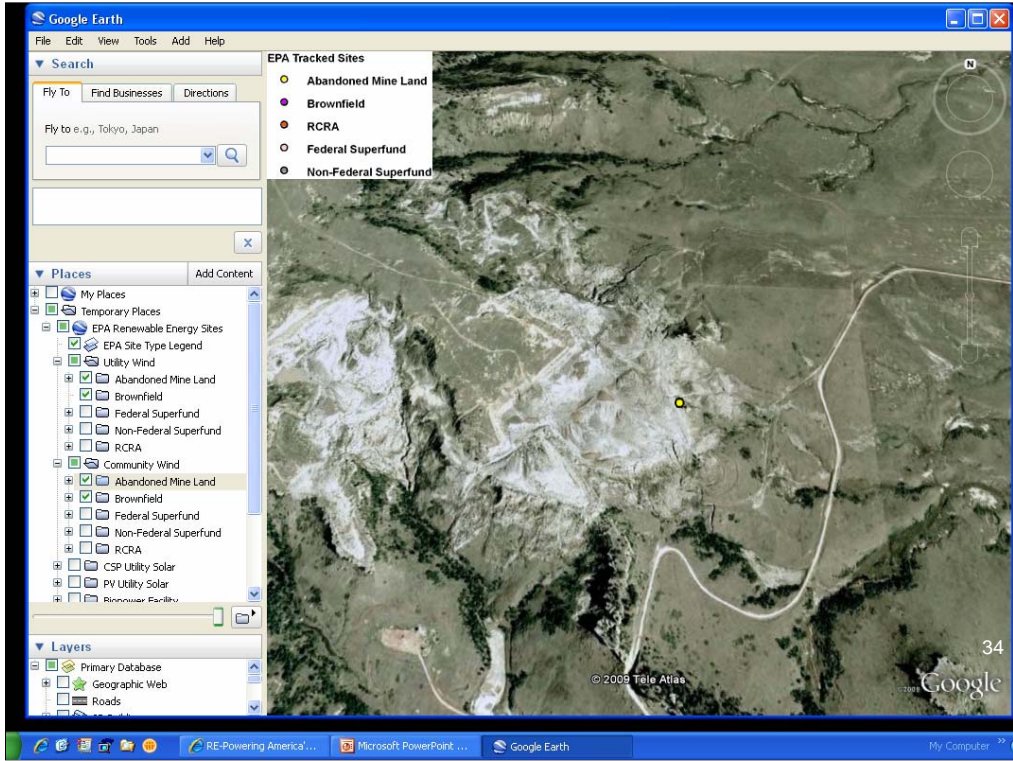 Google Earth
File Edit View Tools Add Help
Search
Fly To Find Businesses Directions
Fly to e.g., Tokyo, Japan
Places Add Content
My Places
Temporary Places
EPA Renewable Energy Sites
EPA Site Type Legend
Utility Wind
Abandoned Mine Land
Brownfield
Federal Superfund
Non-Federal Superfund
RCRA
Community Wind
Abandoned Mine Land
Brownfield
Federal Superfund
Non-Federal Superfund
RCRA
CSP Utility Solar
PV Utility Solar
Biopower Facility
Layers
Primary Database
Geographic Web
Roads
EPA Tracked Sites
Abandoned Mine Land
Brownfield
RCRA
Federal Superfund
Non-Federal Superfund
N
34
© 2009 Tele Atlas
©2009 Google
RE-Powering America'... Microsoft PowerPoint ... Google Earth My Computer »